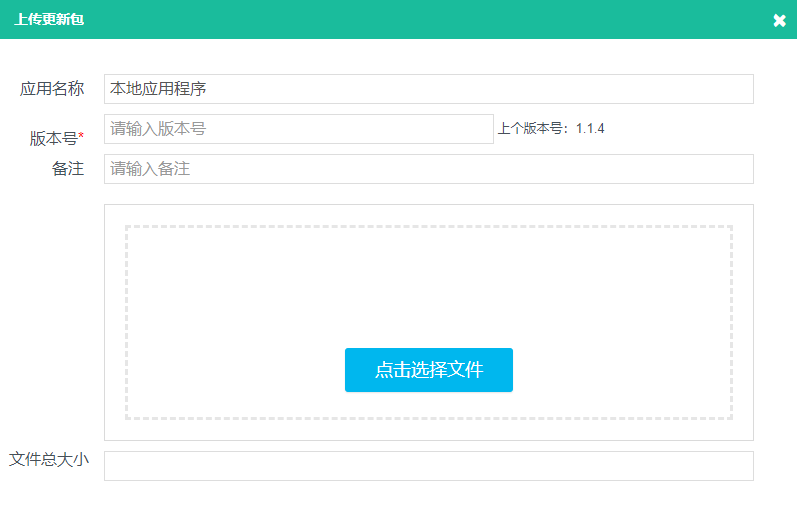 上传更新包
应用名称 本地应用程序
版本号* 请输入版本号 上个版本号：1.1.4
备注 请输入备注
点击选择文件
文件总大小